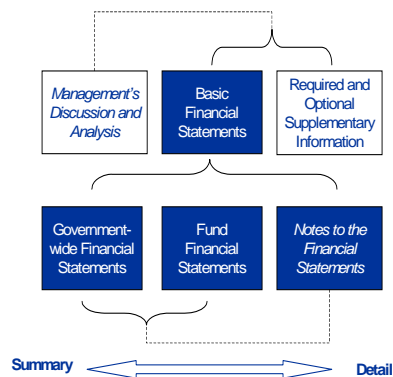 Management's
Discussion and
Analysis
Basic
Financial
Statements
Required and
Optional
Supplementary
Information
Government-
wide Financial
Statements
Fund
Financial
Statements
Notes to the
Financial
Statements
Summary
Detail